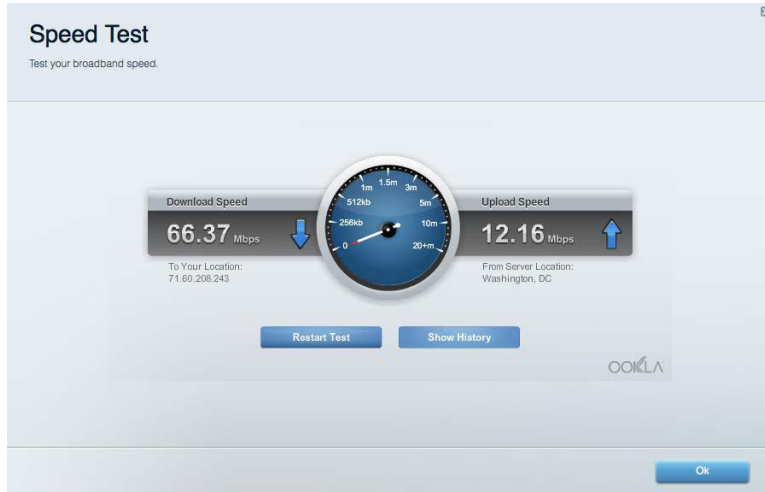 Speed Test
Test your broadband speed.
Download Speed
66.37 Mbps
To Your Location:
71.60.208.243
0
256kb
512kb
1m
1.5m
3m
5m
10m
20+m
Upload Speed
12.16 Mbps
From Server Location:
Washington, DC
Restart Test
Show History
OOKLA
Ok